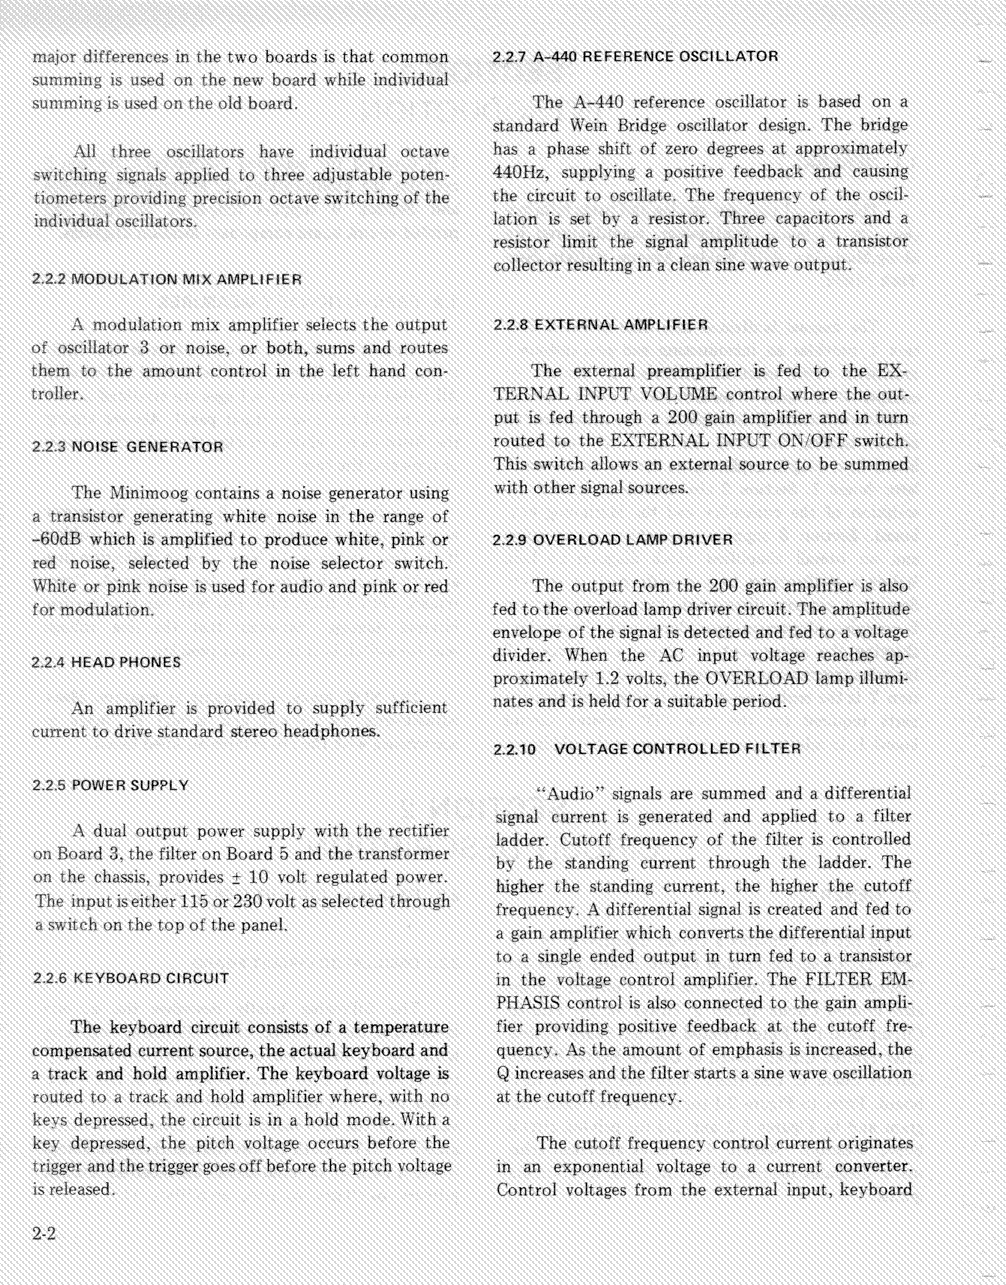 major differences in the two boards is that common
summing is used on the new board while individual
summing is used on the old board.
All three oscillators have individual octave
switching signals applied to three adjustable poten-
tiometers providing precision octave switching of the
individual oscillators.
2.2.2 MODULATION MIX AMPLIFIER
A modulation mix amplifier selects the output
of oscillator 3 or noise, or both, sums and routes
them to the amount control in the left hand con-
troller.
2.2.3 NOISE GENERATOR
The Minimoog contains a noise generator using
a transistor generating white noise in the range of
-60dB which is amplified to produce white, pink or
red noise, selected by the noise selector switch.
White or pink noise is used for audio and pink or red
for modulation.
2.2.4 HEAD PHONES
An amplifier is provided to supply sufficient
current to drive standard stereo headphones.
2.2.5 POWER SUPPLY
A dual output power supply with the rectifier
on Board 3, the filter on Board 5 and the transformer
on the chassis, provides ± 10 volt regulated power.
The input is either 115 or 230 volt as selected through
a switch on the top of the panel.
2.2.6 KEYBOARD CIRCUIT
The keyboard circuit consists of a temperature
compensated current source, the actual keyboard and
a track and hold amplifier. The keyboard voltage is
routed to a track and hold amplifier where, with no
keys depressed, the circuit is in a hold mode. With a
key depressed, the pitch voltage occurs before the
trigger and the trigger goes off before the pitch voltage
is released.
2-2
2.2.7 A-440 REFERENCE OSCILLATOR
The A-440 reference oscillator is based on a
standard Wein Bridge oscillator design. The bridge
has a phase shift of zero degrees at approximately
440Hz, supplying a positive feedback and causing
the circuit to oscillate. The frequency of the oscil-
lation is set by a resistor. Three capacitors and a
resistor limit the signal amplitude to a transistor
collector resulting in a clean sine wave output.
2.2.8 EXTERNAL AMPLIFIER
The external preamplifier is fed to the EX-
TERNAL INPUT VOLUME control where the out-
put is fed through a 200 gain amplifier and in turn
routed to the EXTERNAL INPUT ON/OFF switch.
This switch allows an external source to be summed
with other signal sources.
2.2.9 OVERLOAD LAMP DRIVER
The output from the 200 gain amplifier is also
fed to the overload lamp driver circuit. The amplitude
envelope of the signal is detected and fed to a voltage
divider. When the AC input voltage reaches ap-
proximately 1.2 volts, the OVERLOAD lamp illumi-
nates and is held for a suitable period.
2.2.10 VOLTAGE CONTROLLED FILTER
"Audio" signals are summed and a differential
signal current is generated and applied to a filter
ladder. Cutoff frequency of the filter is controlled
by the standing current through the ladder. The
higher the standing current, the higher the cutoff
frequency. A differential signal is created and fed to
a gain amplifier which converts the differential input
to a single ended output in turn fed to a transistor
in the voltage control amplifier. The FILTER EM-
PHASIS control is also connected to the gain ampli-
fier providing positive feedback at the cutoff fre-
quency. As the amount of emphasis is increased, the
Q increases and the filter starts a sine wave oscillation
at the cutoff frequency.
The cutoff frequency control current originates
in an exponential voltage to a current converter.
Control voltages from the external input, keyboard